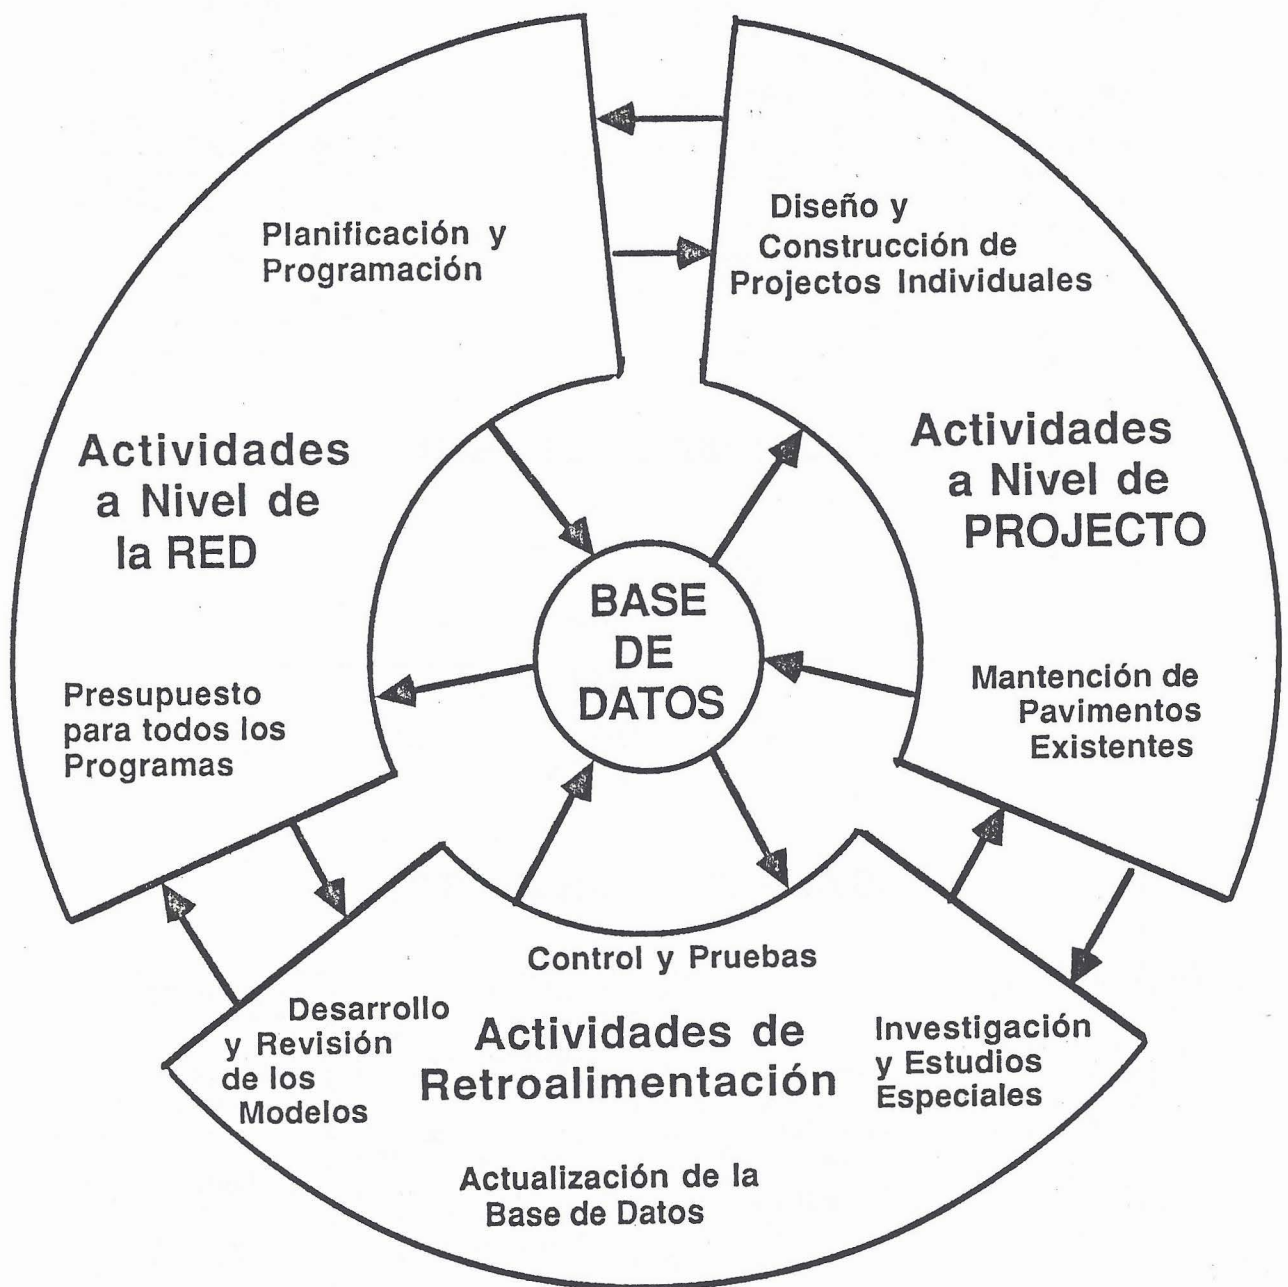 Planificación y
Programación
Actividades
a Nivel de
la RED
Presupuesto
para todos los
Programas
Diseño y
Construcción de
Projectos Individuales
Actividades
a Nivel de
PROJECTO
Mantención de
Pavimentos
Existentes
BASE
DE
DATOS
Control y Pruebas
Desarrollo
y Revisión
de los
Modelos
Actividades de
Retroalimentación
Investigación
y Estudios
Especiales
Actualización de la
Base de Datos